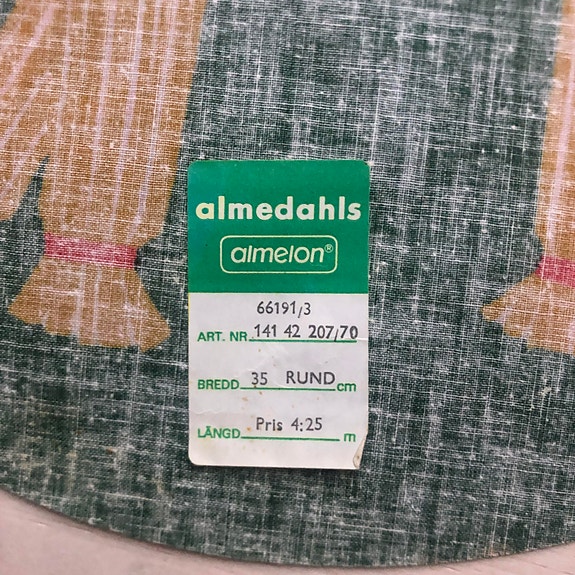 almedahls
almelon®
66191/3
ART. NR. 141 42 207/70
BREDD 35 RUND cm
LÄNGD Pris 4:25 m